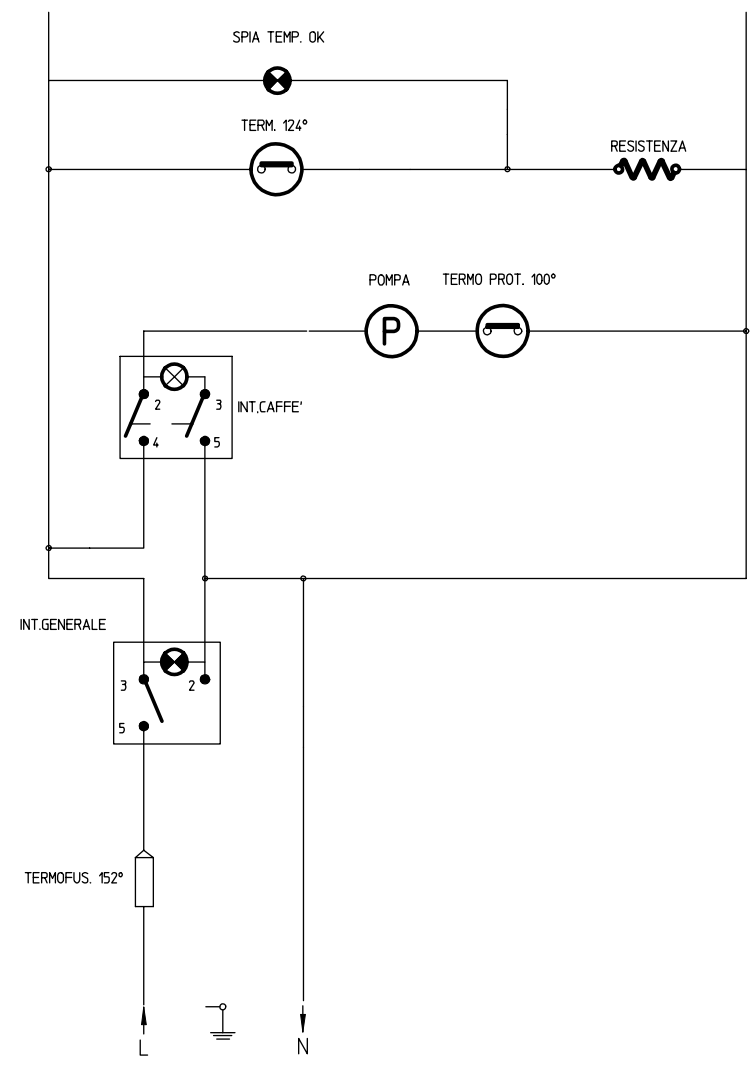 SPIA TEMP. OK
TERM. 124°
RESISTENZA
POMPA
TERMO PROT. 100°
P
2
3
INT.CAFFE'
4
5
INT.GENERALE
3
2
5
TERMOFUS. 152°
L
N